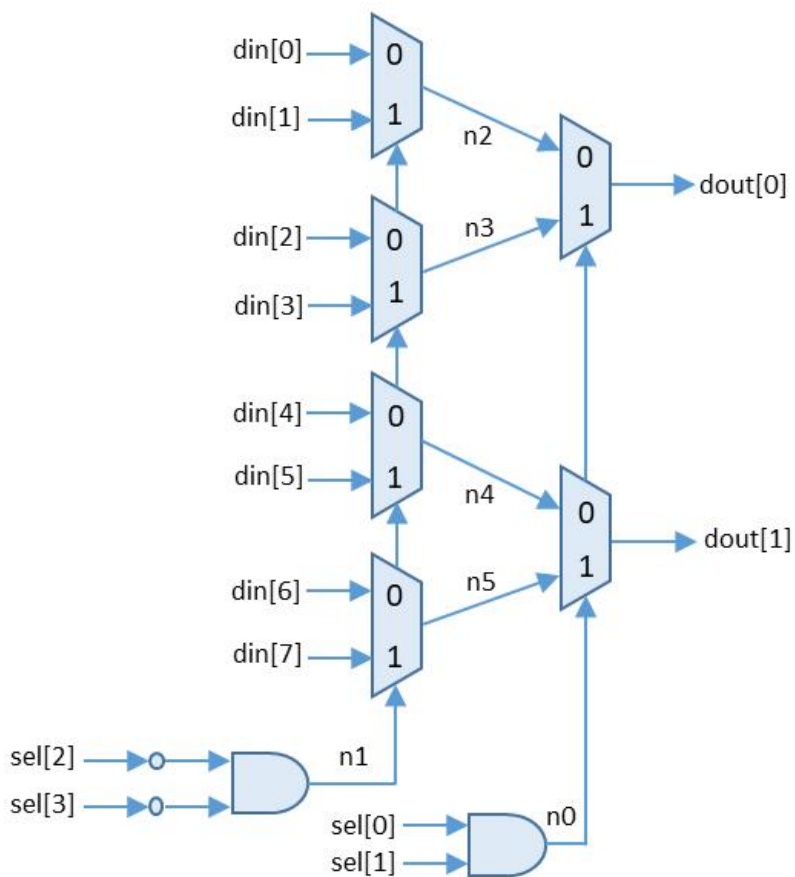 din[0]
0
din[1]
1
n2
0
dout[0]
1
din[2]
0
n3
din[3]
1
din[4]
0
din[5]
1
n4
0
dout[1]
1
din[6]
0
n5
din[7]
1
sel[2]
n1
sel[3]
sel[0]
n0
sel[1]